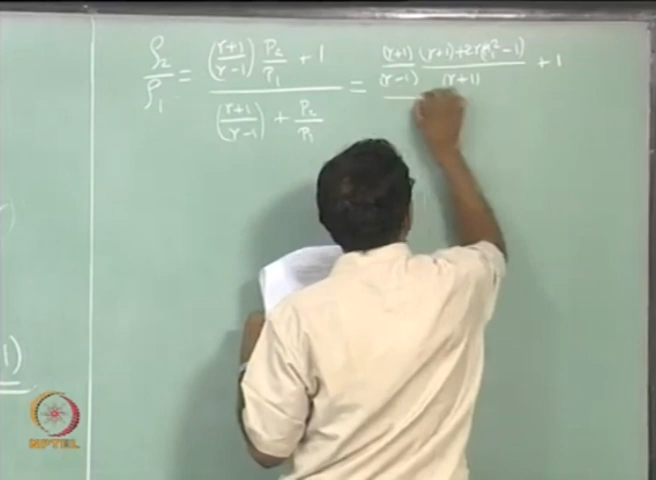 ρ₂/ρ₁ = (((γ+1)/(γ-1)) P₂/P₁ + 1) / (((γ+1)/(γ-1)) + P₂/P₁) = ((γ+1)/(γ-1)) ((γ+1)+2γ(M₁²-1))/(γ+1) + 1
1)
NPTEL